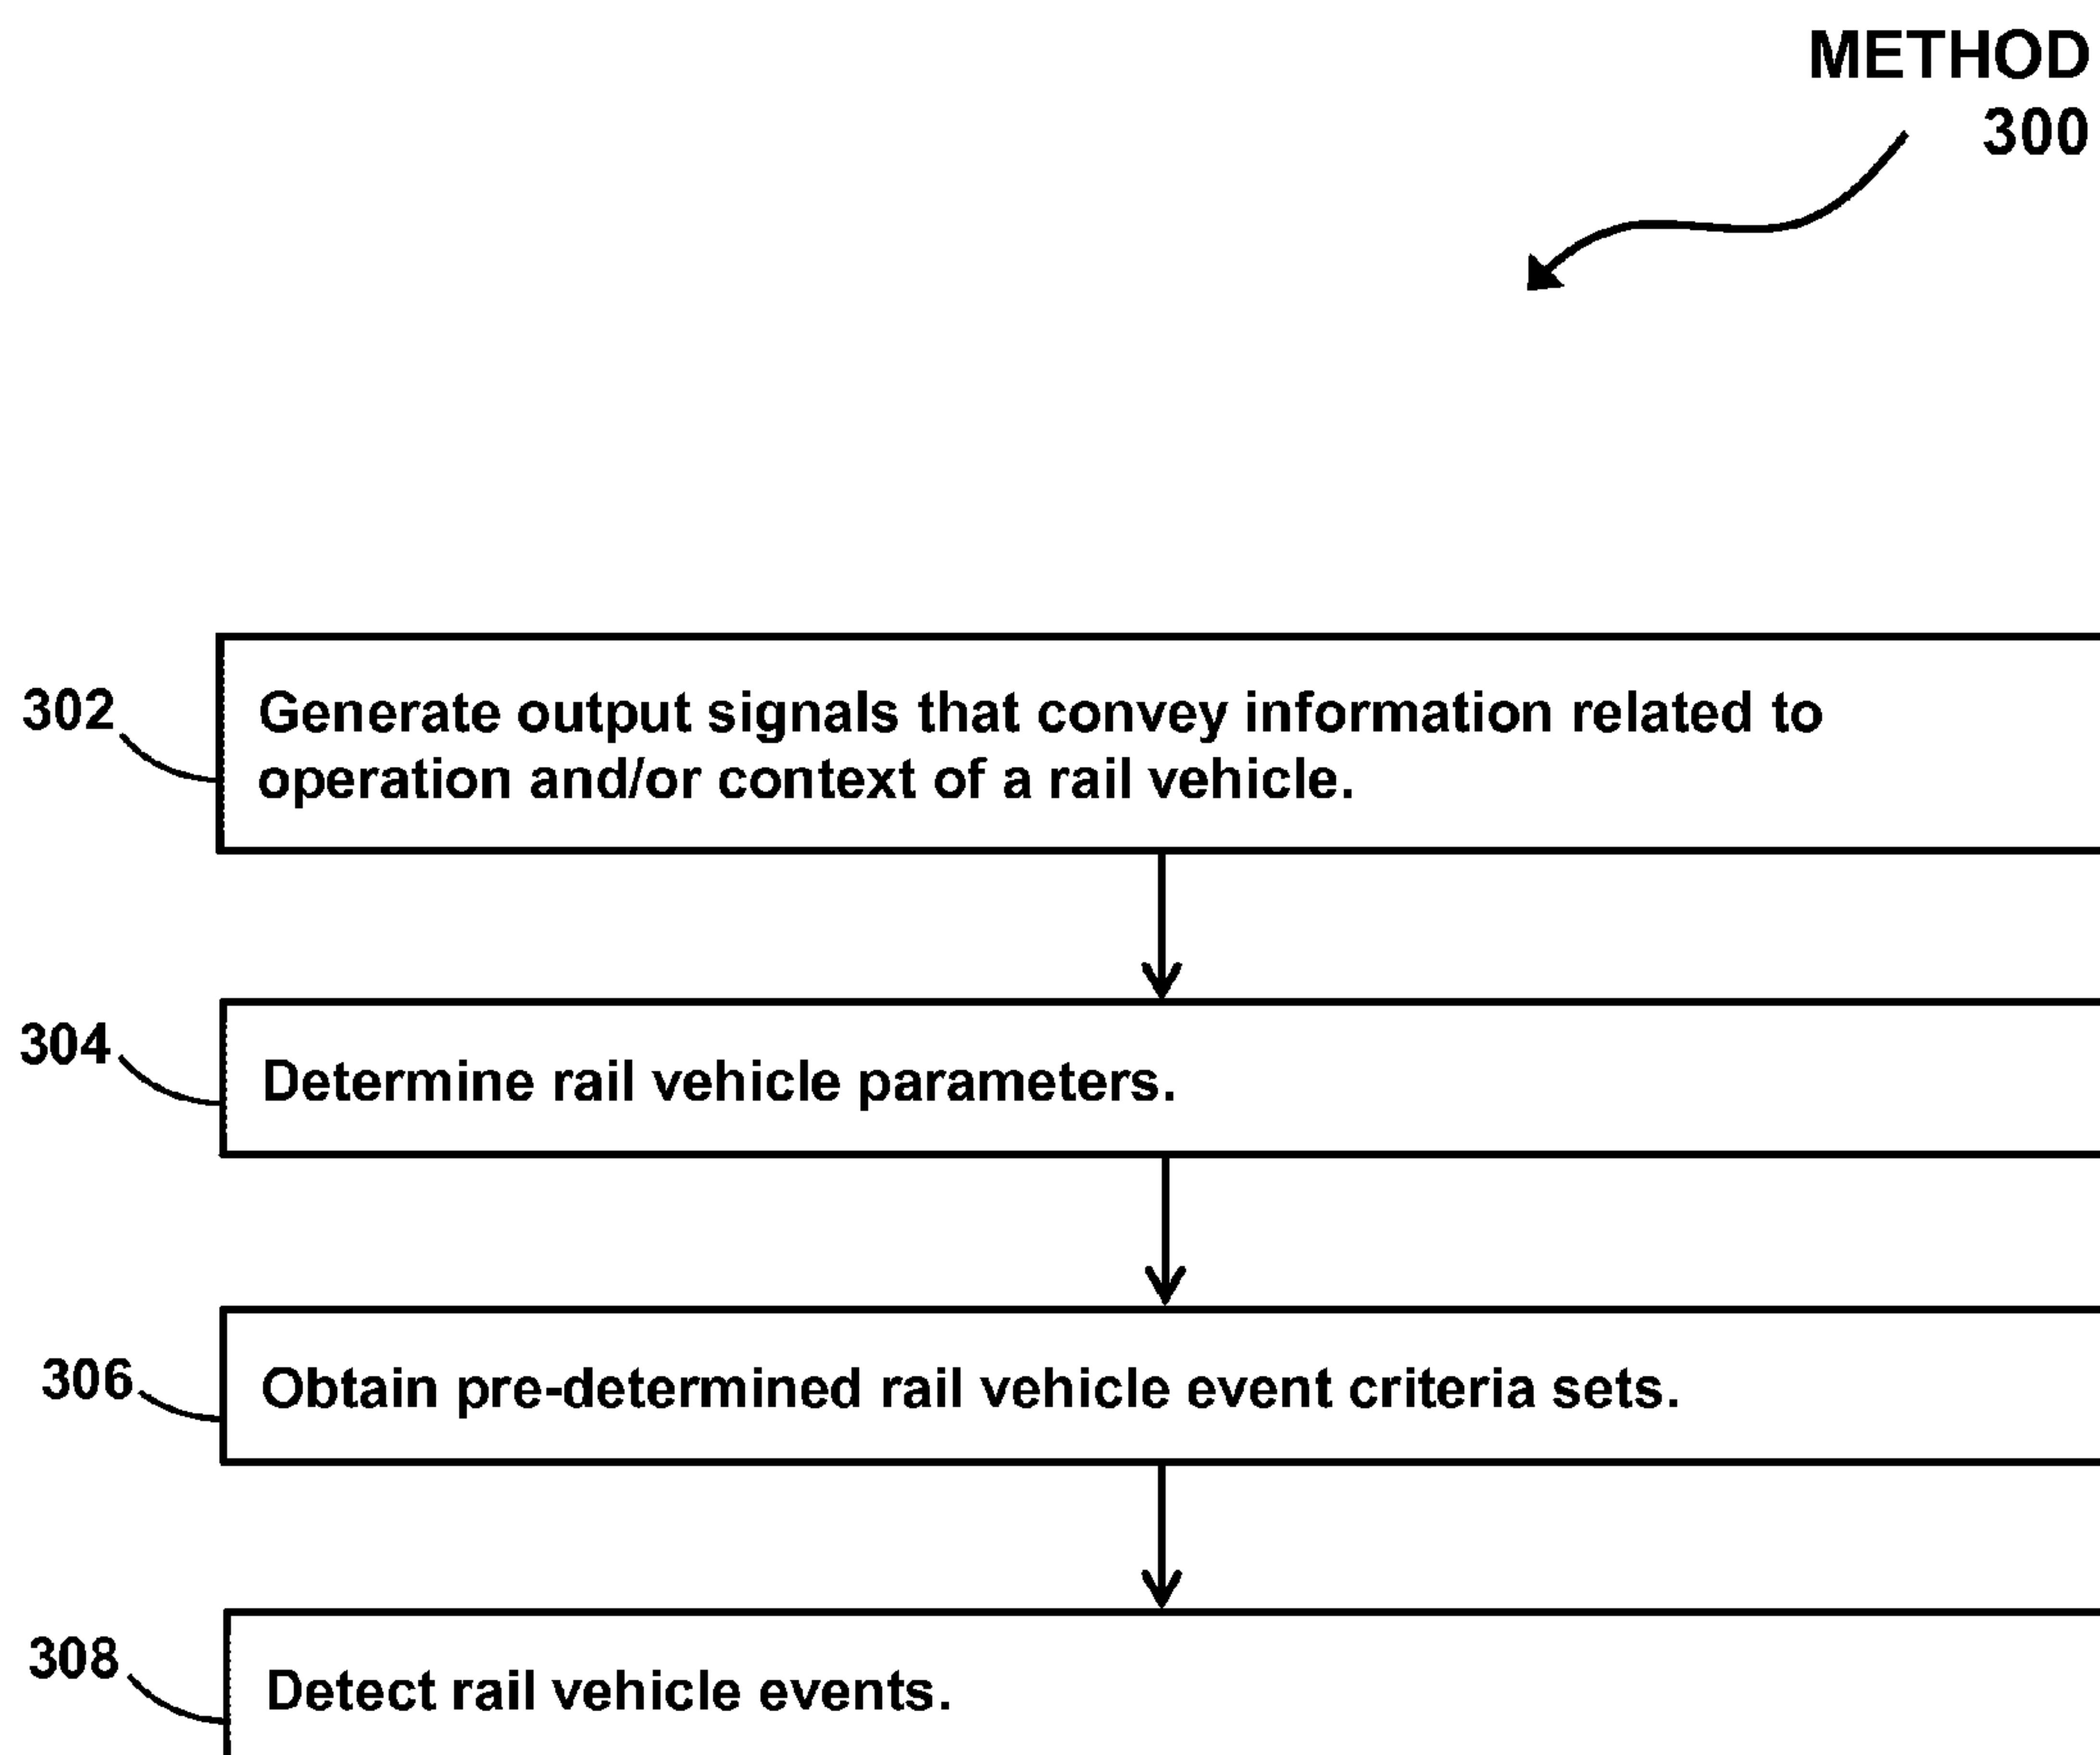 METHOD
300
302
Generate output signals that convey information related to
operation and/or context of a rail vehicle.
304
Determine rail vehicle parameters.
306
Obtain pre-determined rail vehicle event criteria sets.
308
Detect rail vehicle events.